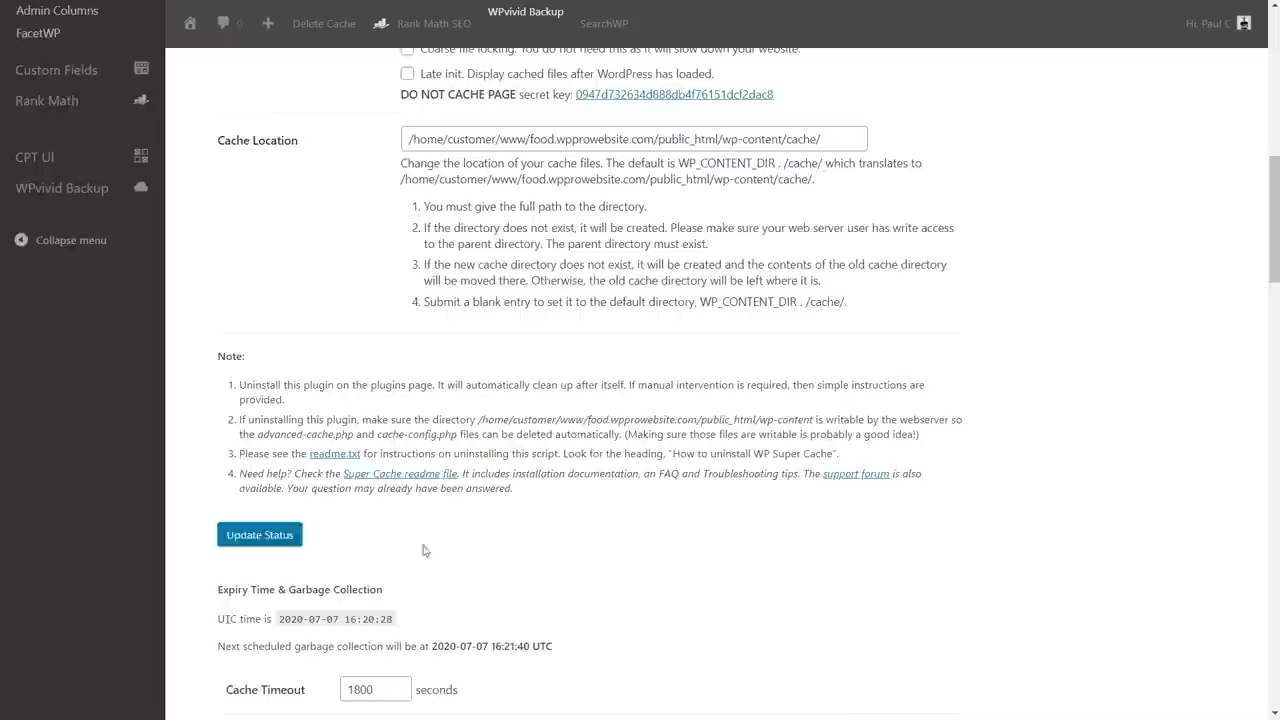 Admin Columns
FacetWP
Custom Fields
Rank Math
CPT UI
WPvivid Backup
Collapse menu
0
Delete Cache
Rank Math SEO
WPvivid Backup
SearchWP
Hi, Paul C
Coarse file locking. You do not need this as it will slow down your website.
Late init. Display cached files after WordPress has loaded.
DO NOT CACHE PAGE secret key: 0947d732634d888db4f76151dcf2dac8
Cache Location
/home/customer/www/food.wpprowebsite.com/public_html/wp-content/cache/
Change the location of your cache files. The default is WP_CONTENT_DIR . /cache/ which translates to
/home/customer/www/food.wpprowebsite.com/public_html/wp-content/cache/.
1. You must give the full path to the directory.
2. If the directory does not exist, it will be created. Please make sure your web server user has write access
to the parent directory. The parent directory must exist.
3. If the new cache directory does not exist, it will be created and the contents of the old cache directory
will be moved there. Otherwise, the old cache directory will be left where it is.
4. Submit a blank entry to set it to the default directory, WP_CONTENT_DIR . /cache/.
Note:
1. Uninstall this plugin on the plugins page. It will automatically clean up after itself. If manual intervention is required, then simple instructions are
provided.
2. If uninstalling this plugin, make sure the directory /home/customer/www/food.wpprowebsite.com/public_html/wp-content is writable by the webserver so
the advanced-cache.php and cache-config.php files can be deleted automatically. (Making sure those files are writable is probably a good idea!)
3. Please see the readme.txt for instructions on uninstalling this script. Look for the heading, "How to uninstall WP Super Cache".
4. Need help? Check the Super Cache readme file. It includes installation documentation, an FAQ and Troubleshooting tips. The support forum is also
available. Your question may already have been answered.
Update Status
Expiry Time & Garbage Collection
UTC time is 2020-07-07 16:20:28
Next scheduled garbage collection will be at 2020-07-07 16:21:40 UTC
Cache Timeout
1800
seconds